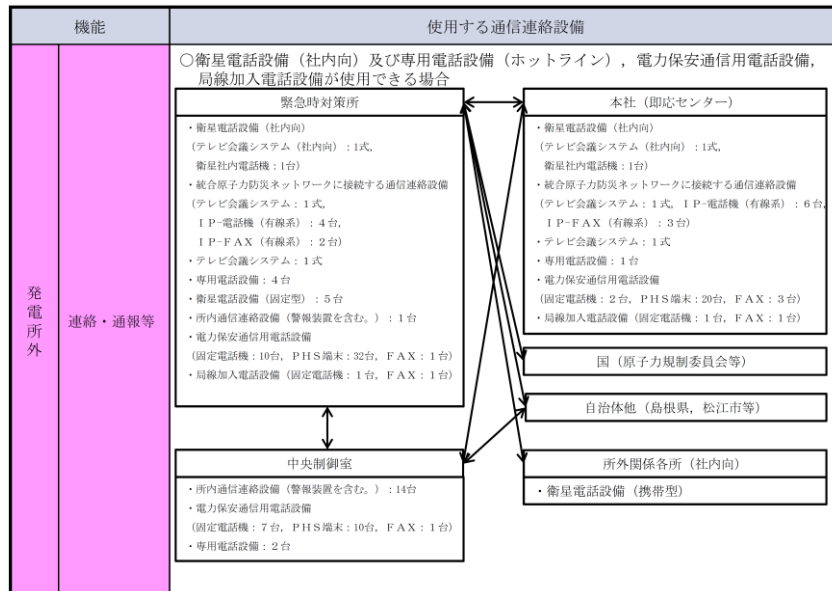 機能
使用する通信連絡設備
発電所外
連絡・通報等
○衛星電話設備（社内向）及び専用電話設備（ホットライン），電力保安通信用電話設備，
局線加入電話設備が使用できる場合
緊急時対策所
・衛星電話設備（社内向）
（テレビ会議システム（社内向）：1式，
衛星社内電話機：1台）
・統合原子力防災ネットワークに接続する通信連絡設備
（テレビ会議システム：１式，
ＩＰ－電話機（有線系）：４台，
ＩＰ－ＦＡＸ（有線系）：２台）
・テレビ会議システム：１式
・専用電話設備：４台
・衛星電話設備（固定型）：５台
・所内通信連絡設備（警報装置を含む。）：１台
・電力保安通信用電話設備
（固定電話機：10台，ＰＨＳ端末：32台，ＦＡＸ：１台）
・局線加入電話設備（固定電話機：１台，ＦＡＸ：１台）
本社（即応センター）
・衛星電話設備（社内向）
（テレビ会議システム（社内向）：1式，
衛星社内電話機：1台）
・統合原子力防災ネットワークに接続する通信連絡設備
（テレビ会議システム：１式，ＩＰ－電話機（有線系）：６台，
ＩＰ－ＦＡＸ（有線系）：３台）
・テレビ会議システム：１式
・専用電話設備：１台
・電力保安通信用電話設備
（固定電話機：２台，ＰＨＳ端末：20台，ＦＡＸ：３台）
・局線加入電話設備（固定電話機：１台，ＦＡＸ：１台）
国（原子力規制委員会等）
自治体他（島根県，松江市等）
中央制御室
・所内通信連絡設備（警報装置を含む。）：14台
・電力保安通信用電話設備
（固定電話機：７台，ＰＨＳ端末：10台，ＦＡＸ：１台）
・専用電話設備：２台
所外関係各所（社内向）
・衛星電話設備（携帯型）